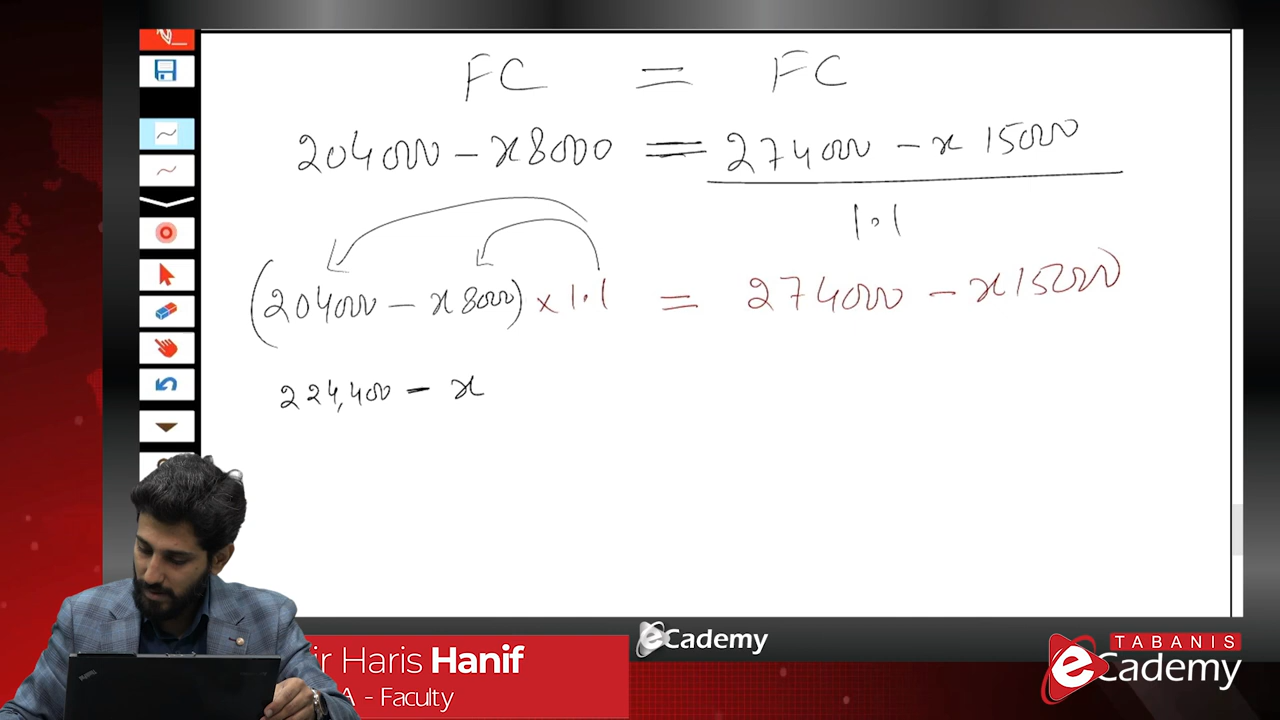 FC = FC
204000 - x8000 = 274000 - x 15000
1.1
(204000 - x 8000) × 1.1 = 274000 - x15000)
224,400 - x
eCademy
ir Haris Hanif
A - Faculty
TABANIS
eCademy